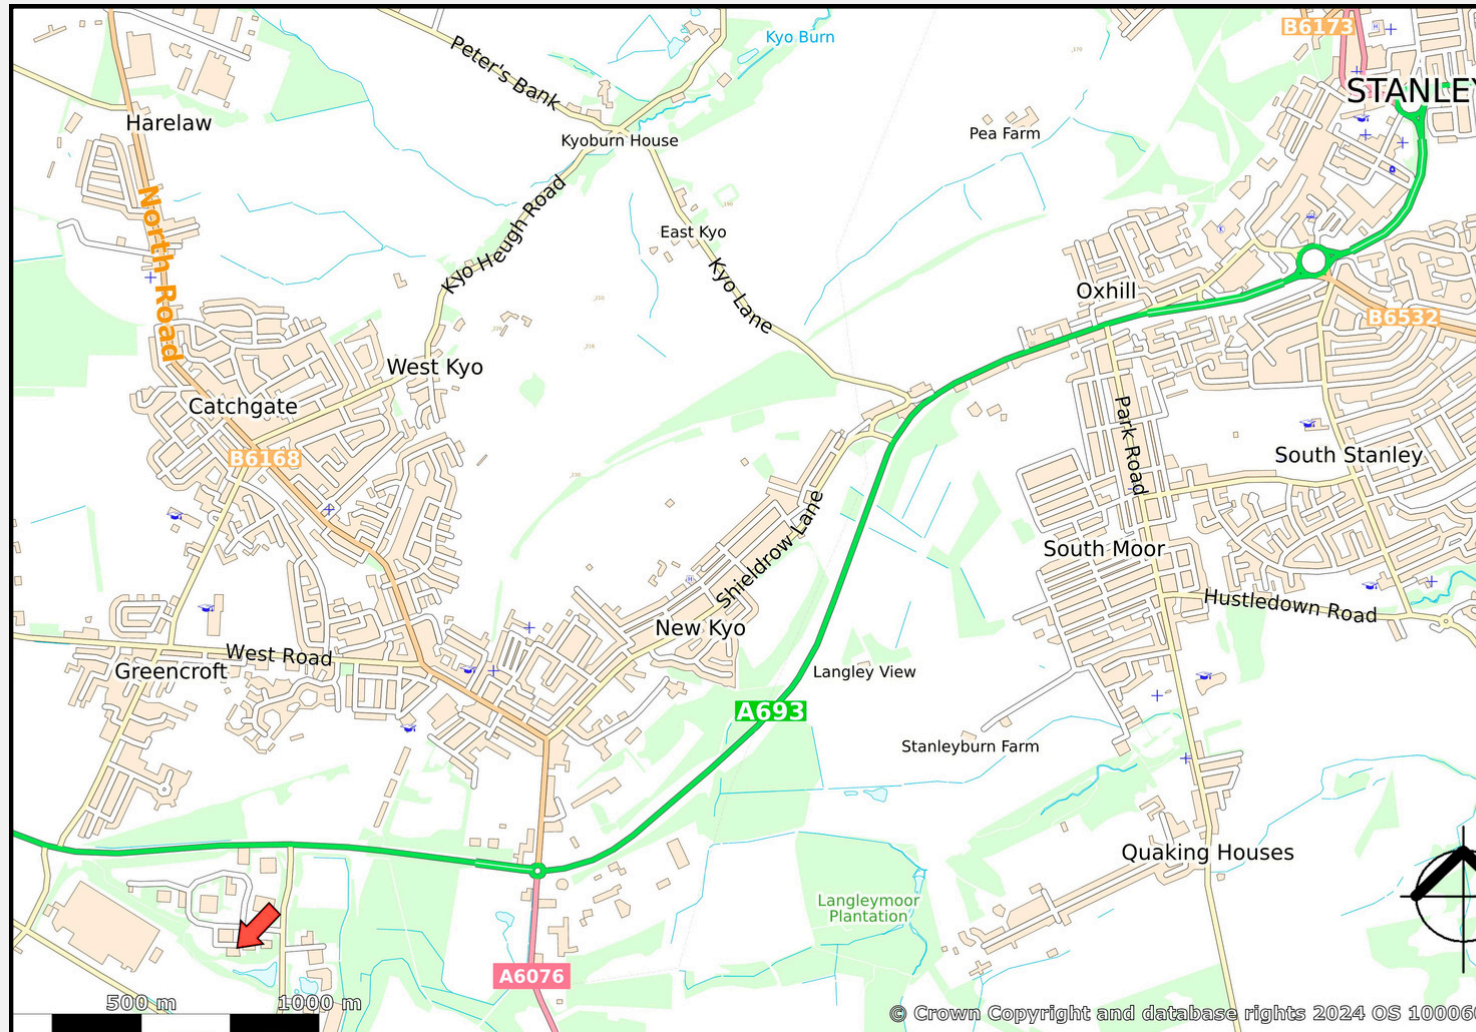 Kyo Burn
B6173
Peter's Bank
STANLEY
Harelaw
Pea Farm
Kyoburn House
North Road
Kyo Heugh Road
East Kyo
Kyo Lane
Oxhill
B6532
West Kyo
Catchgate
Park Road
B6168
South Stanley
Shieldrow Lane
South Moor
Hustledown Road
New Kyo
West Road
Greencroft
Langley View
A693
Stanleyburn Farm
Quaking Houses
Langleymoor
Plantation
A6076
500 m
1000 m
© Crown Copyright and database rights 2024 OS 10006